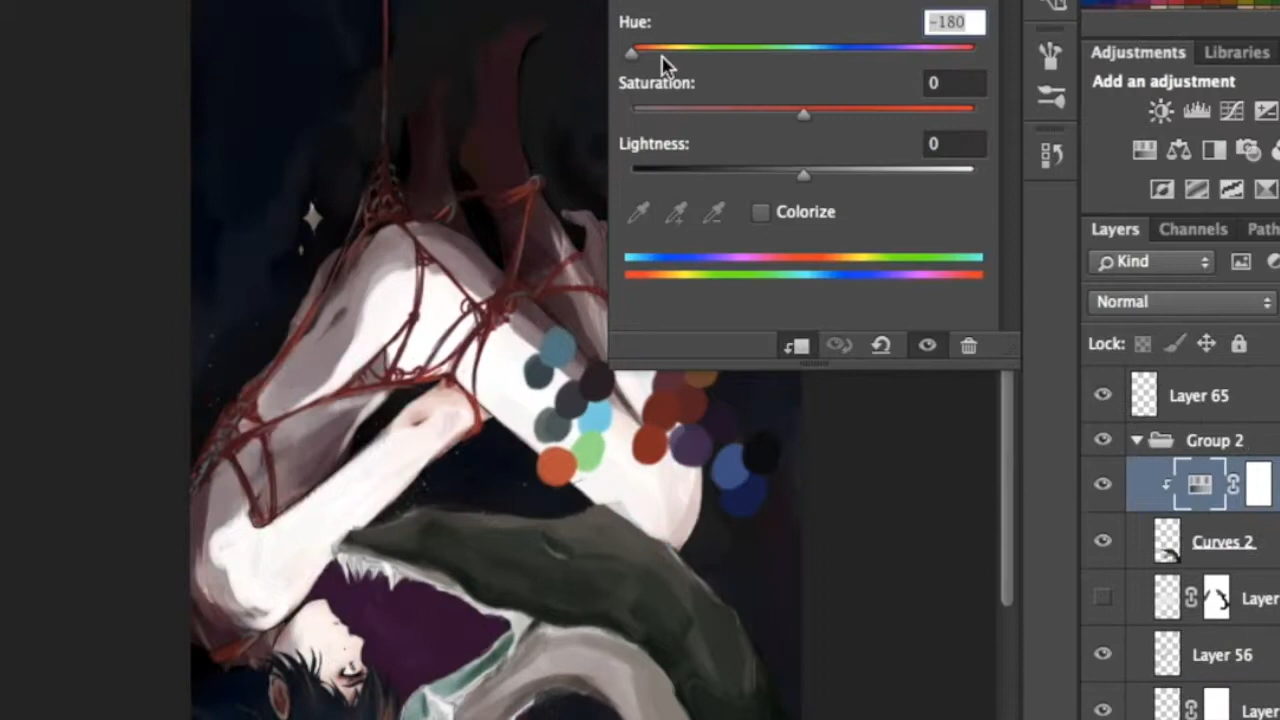 Hue:
-180
Saturation:
0
Lightness:
0
Colorize
Adjustments
Libraries
Add an adjustment
Layers
Channels
Path
Kind
Normal
Lock:
Layer 65
Group 2
Curves 2
Layer
Layer 56
Layer